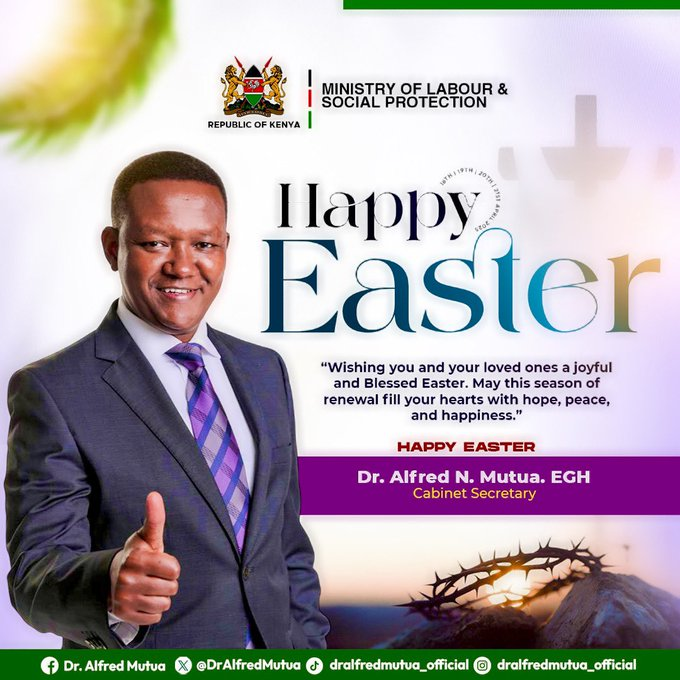 MINISTRY OF LABOUR &
SOCIAL PROTECTION
REPUBLIC OF KENYA
18TH | 19TH | 20TH | 21ST APRIL 2025
Happy
Easter
“Wishing you and your loved ones a joyful
and Blessed Easter. May this season of
renewal fill your hearts with hope, peace,
and happiness.”
HAPPY EASTER
Dr. Alfred N. Mutua. EGH
Cabinet Secretary
Dr. Alfred Mutua @DrAlfredMutua dralfredmutua_official dralfredmutua_official